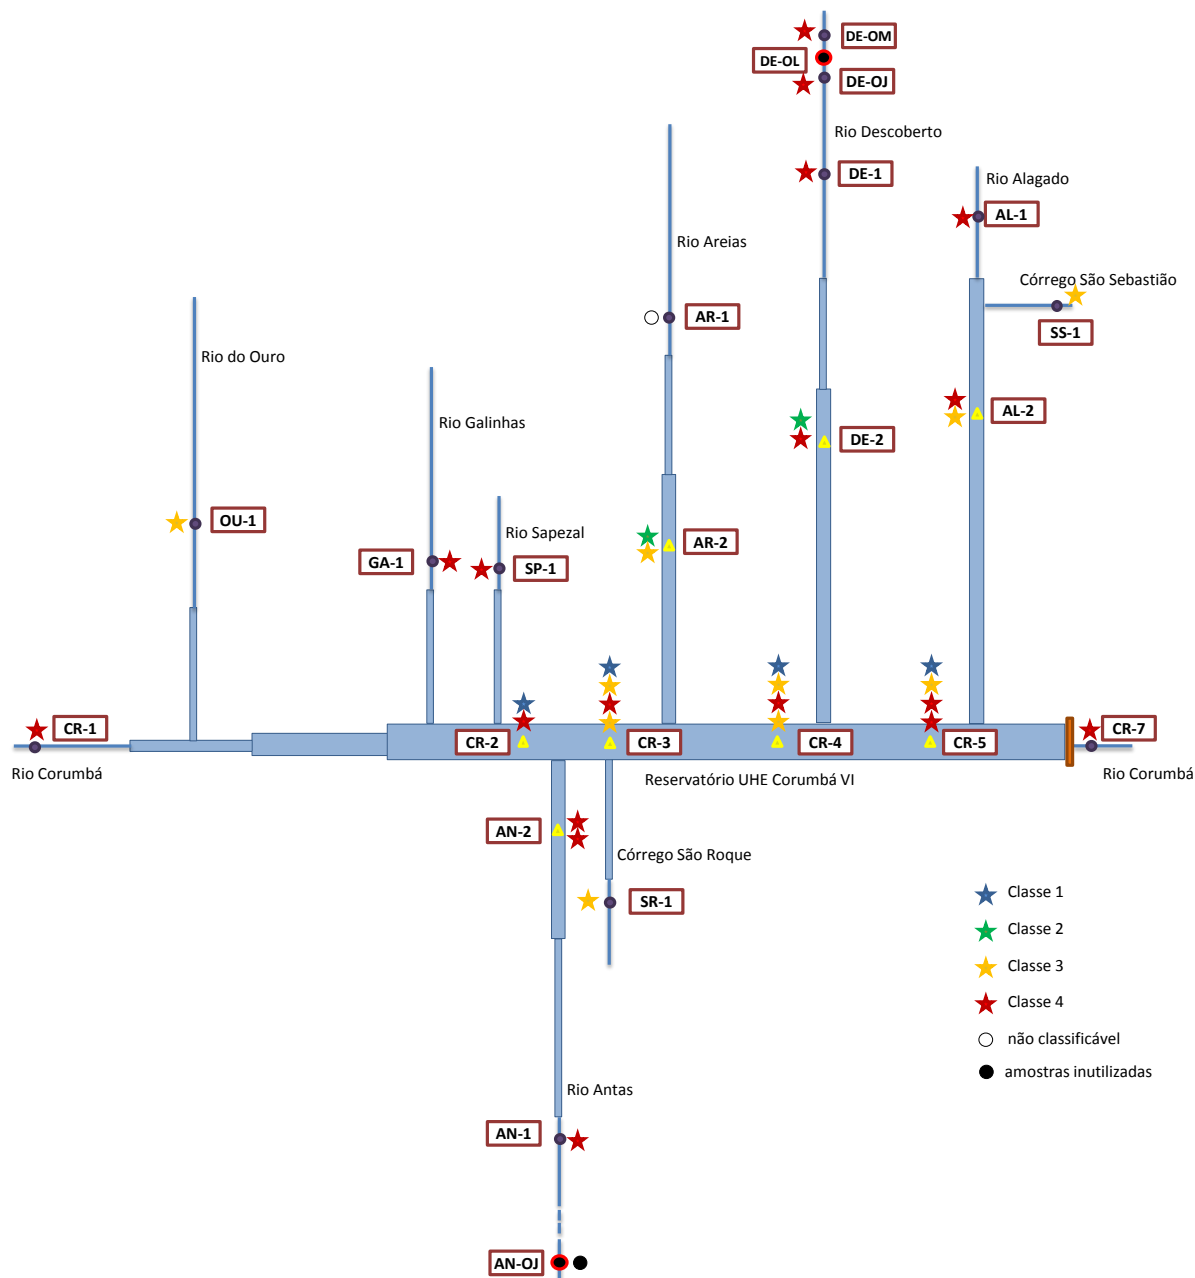 DE-OM
DE-OL
DE-OJ
Rio Descoberto
DE-1
Rio Alagado
AL-1
Rio Areias
Córrego São Sebastião
AR-1
SS-1
Rio do Ouro
Rio Galinhas
AL-2
DE-2
OU-1
Rio Sapezal
AR-2
GA-1
SP-1
CR-1
CR-2
CR-3
CR-4
CR-5
CR-7
Rio Corumbá
Reservatório UHE Corumbá VI
Rio Corumbá
AN-2
Córrego São Roque
SR-1
Classe 1
Classe 2
Classe 3
Classe 4
não classificável
amostras inutilizadas
Rio Antas
AN-1
AN-OJ